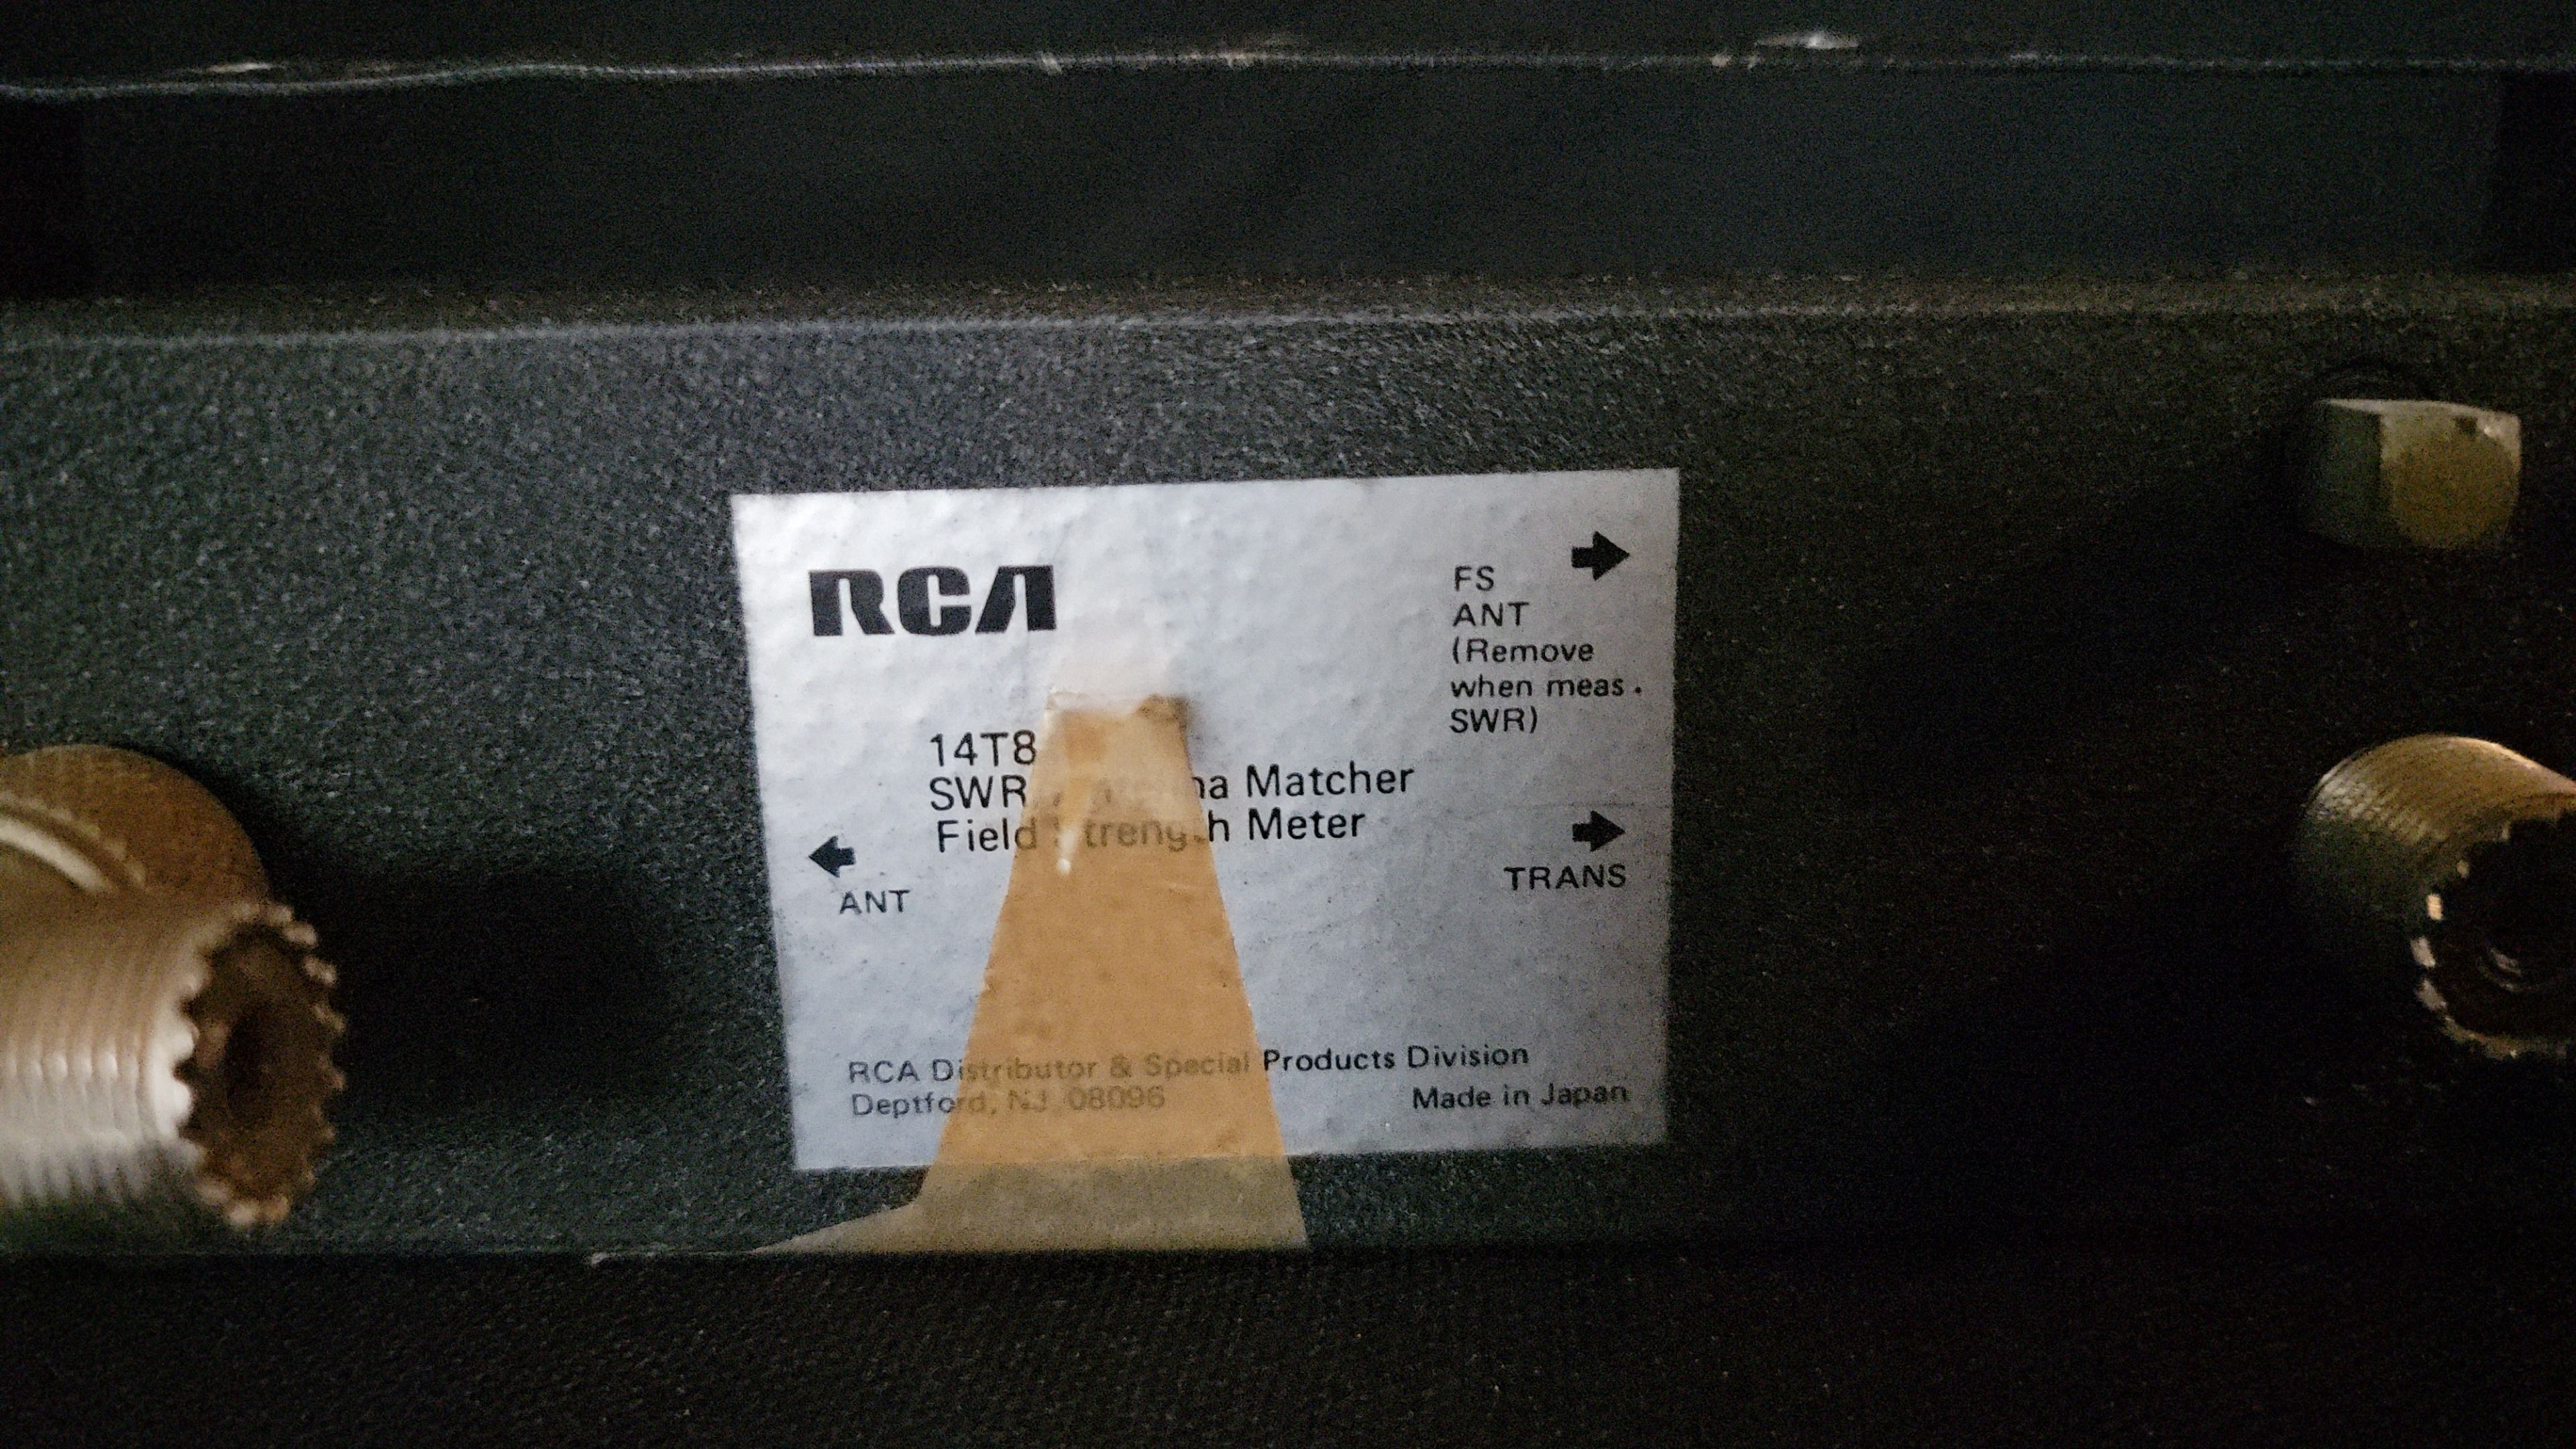 RCA
FS
ANT
(Remove
when meas.
SWR)
14T8
SWR Matcher
Field Strength Meter
ANT
TRANS
RCA Distributor & Special Products Division
Deptford, NJ 08096
Made in Japan